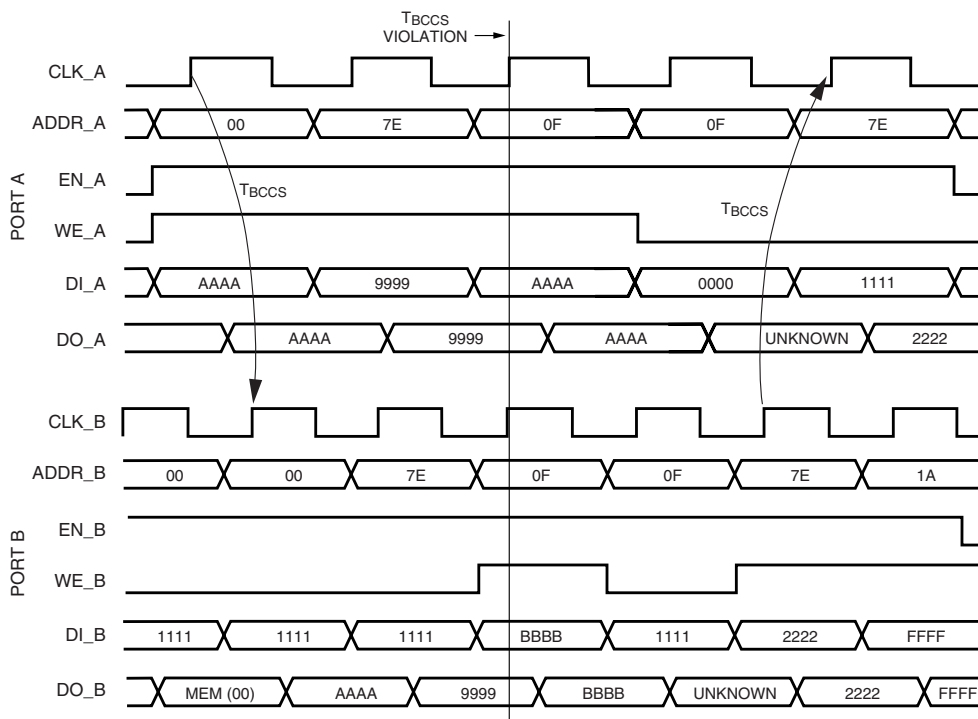 TBCCS
VIOLATION
CLK_A
ADDR_A 00 7E 0F 0F 7E
EN_A
TBCCS TBCCS
PORT A
WE_A
DI_A AAAA 9999 AAAA 0000 1111
DO_A AAAA 9999 AAAA UNKNOWN 2222
CLK_B
ADDR_B 00 00 7E 0F 0F 7E 1A
EN_B
PORT B
WE_B
DI_B 1111 1111 1111 BBBB 1111 2222 FFFF
DO_B MEM (00) AAAA 9999 BBBB UNKNOWN 2222 FFFF